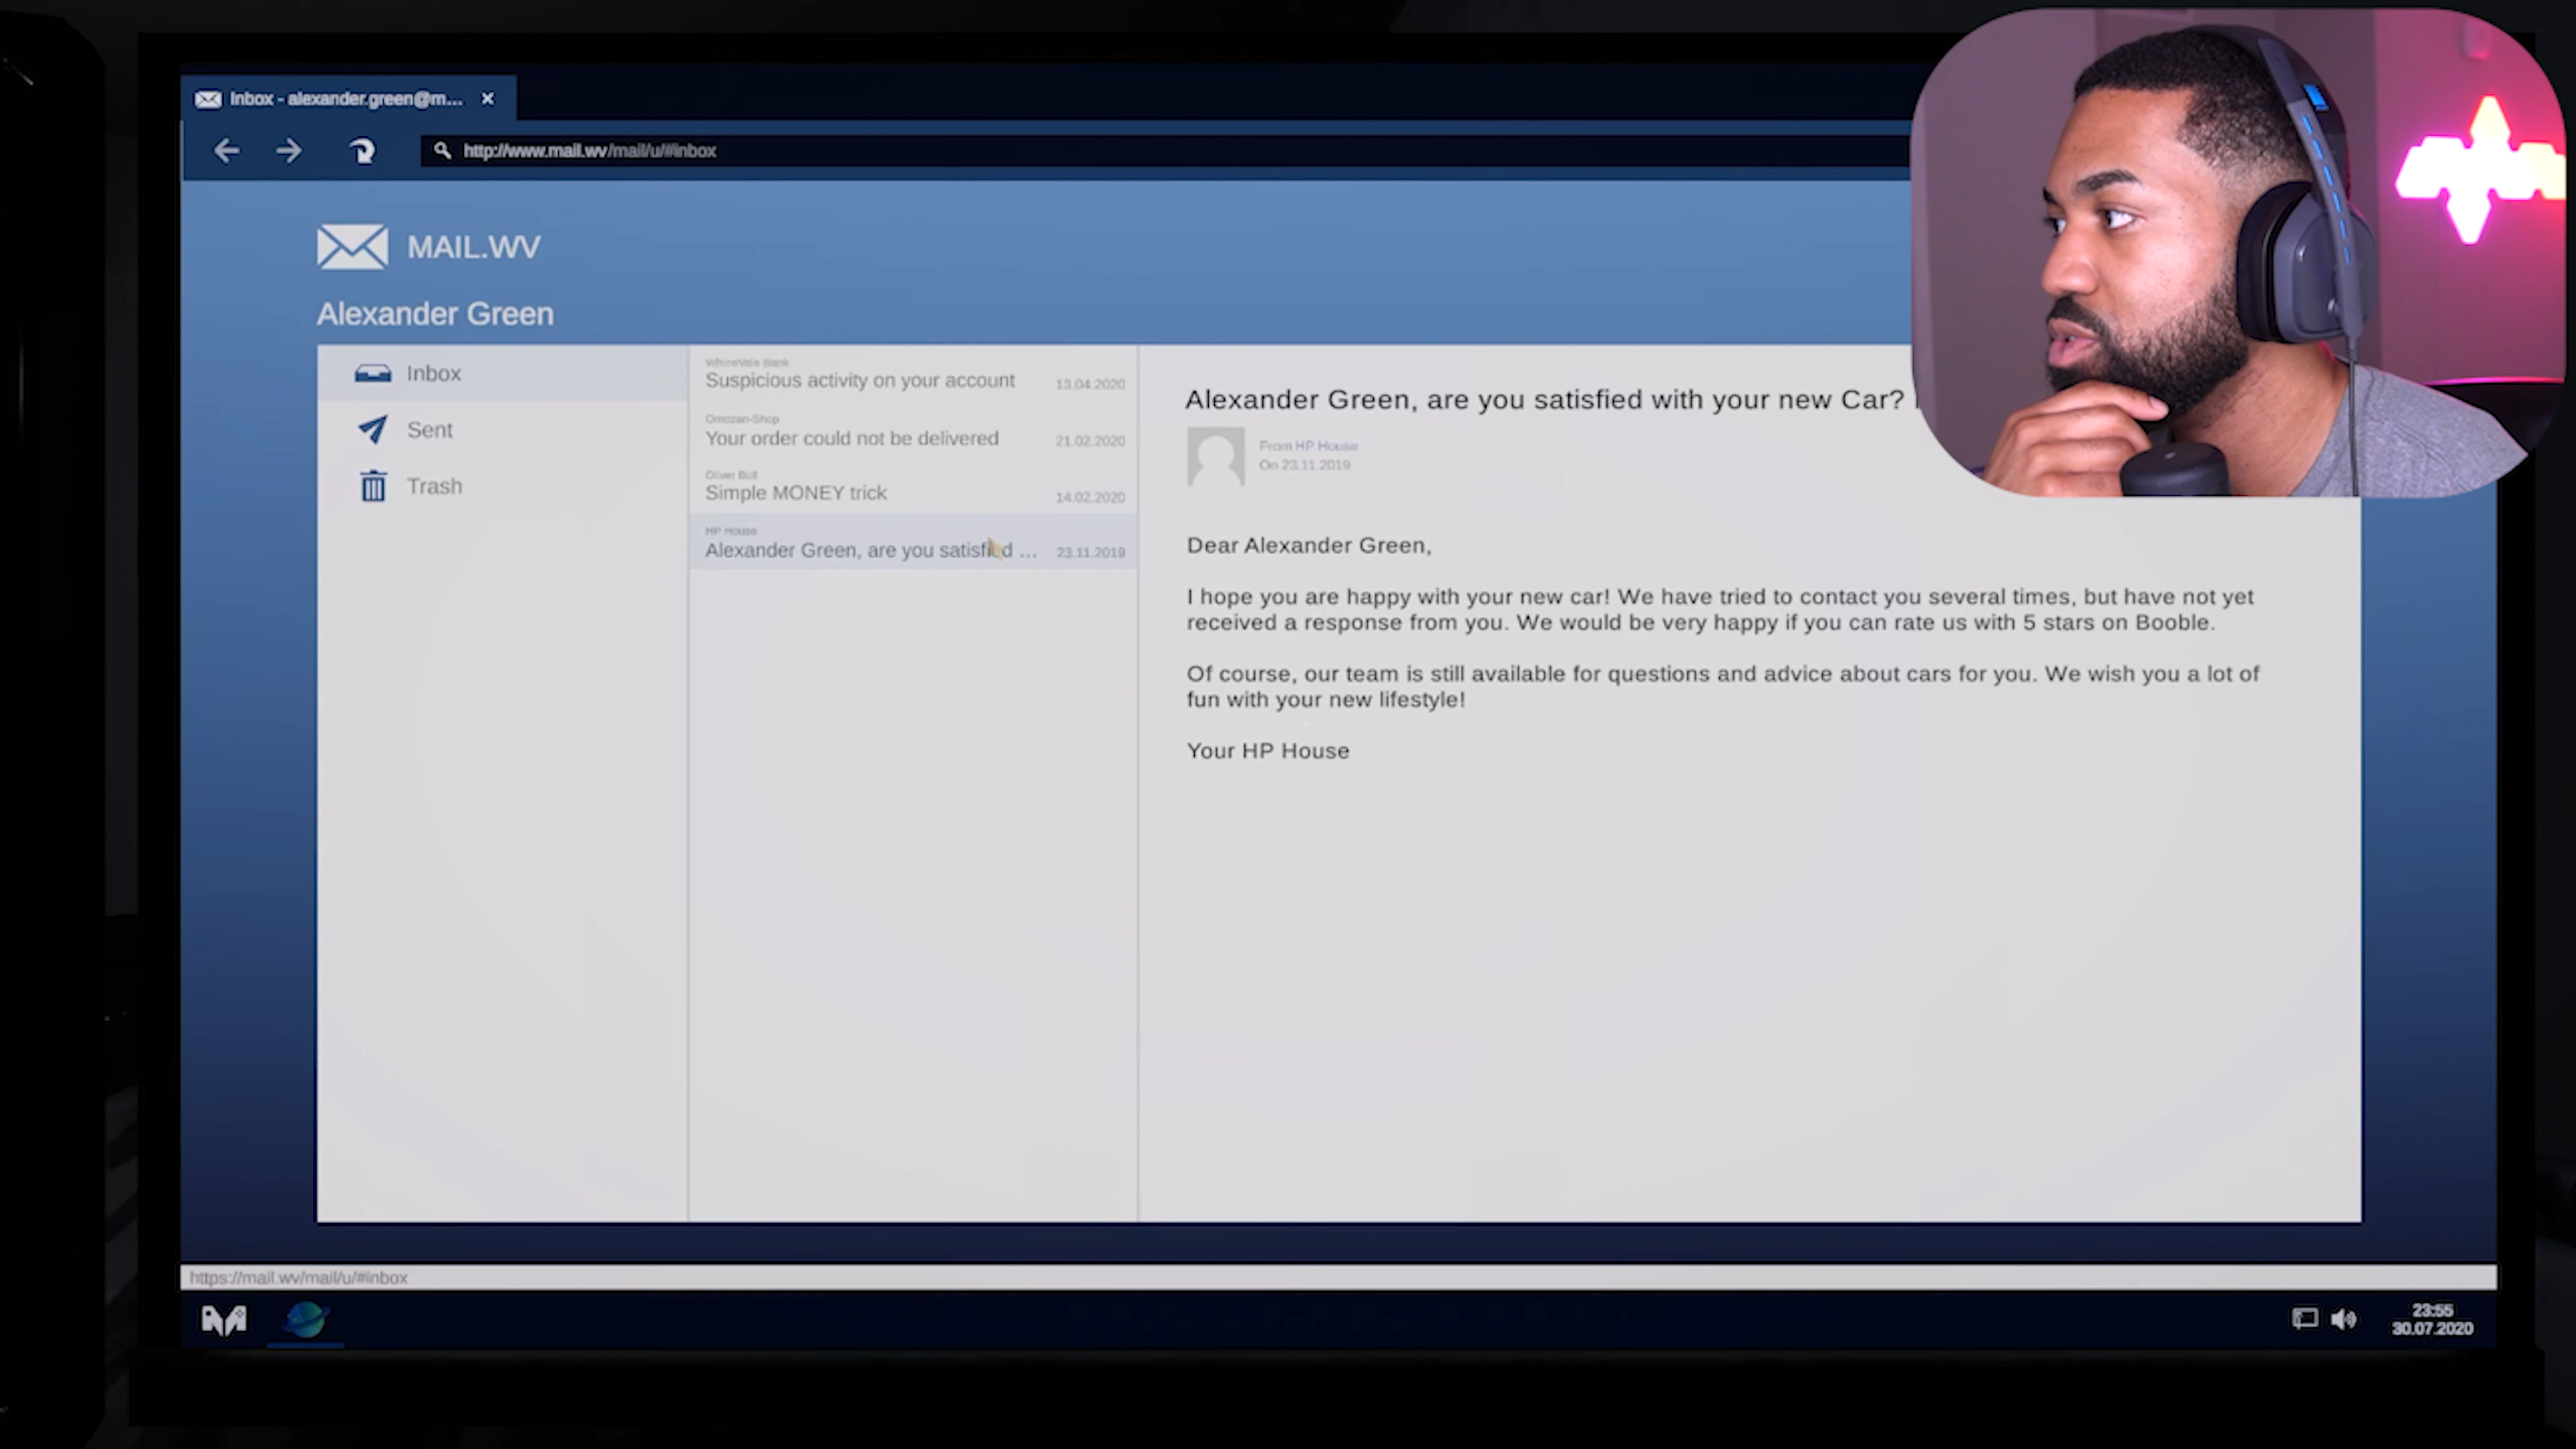 Inbox - alexander.green@m...
http://www.mail.wv/mail/u/#inbox
MAIL.WV
Alexander Green
Inbox
Sent
Trash
WhiteVale Bank
Suspicious activity on your account 13.04.2020
Omozan-Shop
Your order could not be delivered 21.02.2020
Oliver Bull
Simple MONEY trick 14.02.2020
HP House
Alexander Green, are you satisfied ... 23.11.2019
Alexander Green, are you satisfied with your new Car?
From HP House
On 23.11.2019
Dear Alexander Green,
I hope you are happy with your new car! We have tried to contact you several times, but have not yet
received a response from you. We would be very happy if you can rate us with 5 stars on Booble.
Of course, our team is still available for questions and advice about cars for you. We wish you a lot of
fun with your new lifestyle!
Your HP House
https://mail.wv/mail/u/#inbox
23:55
30.07.2020